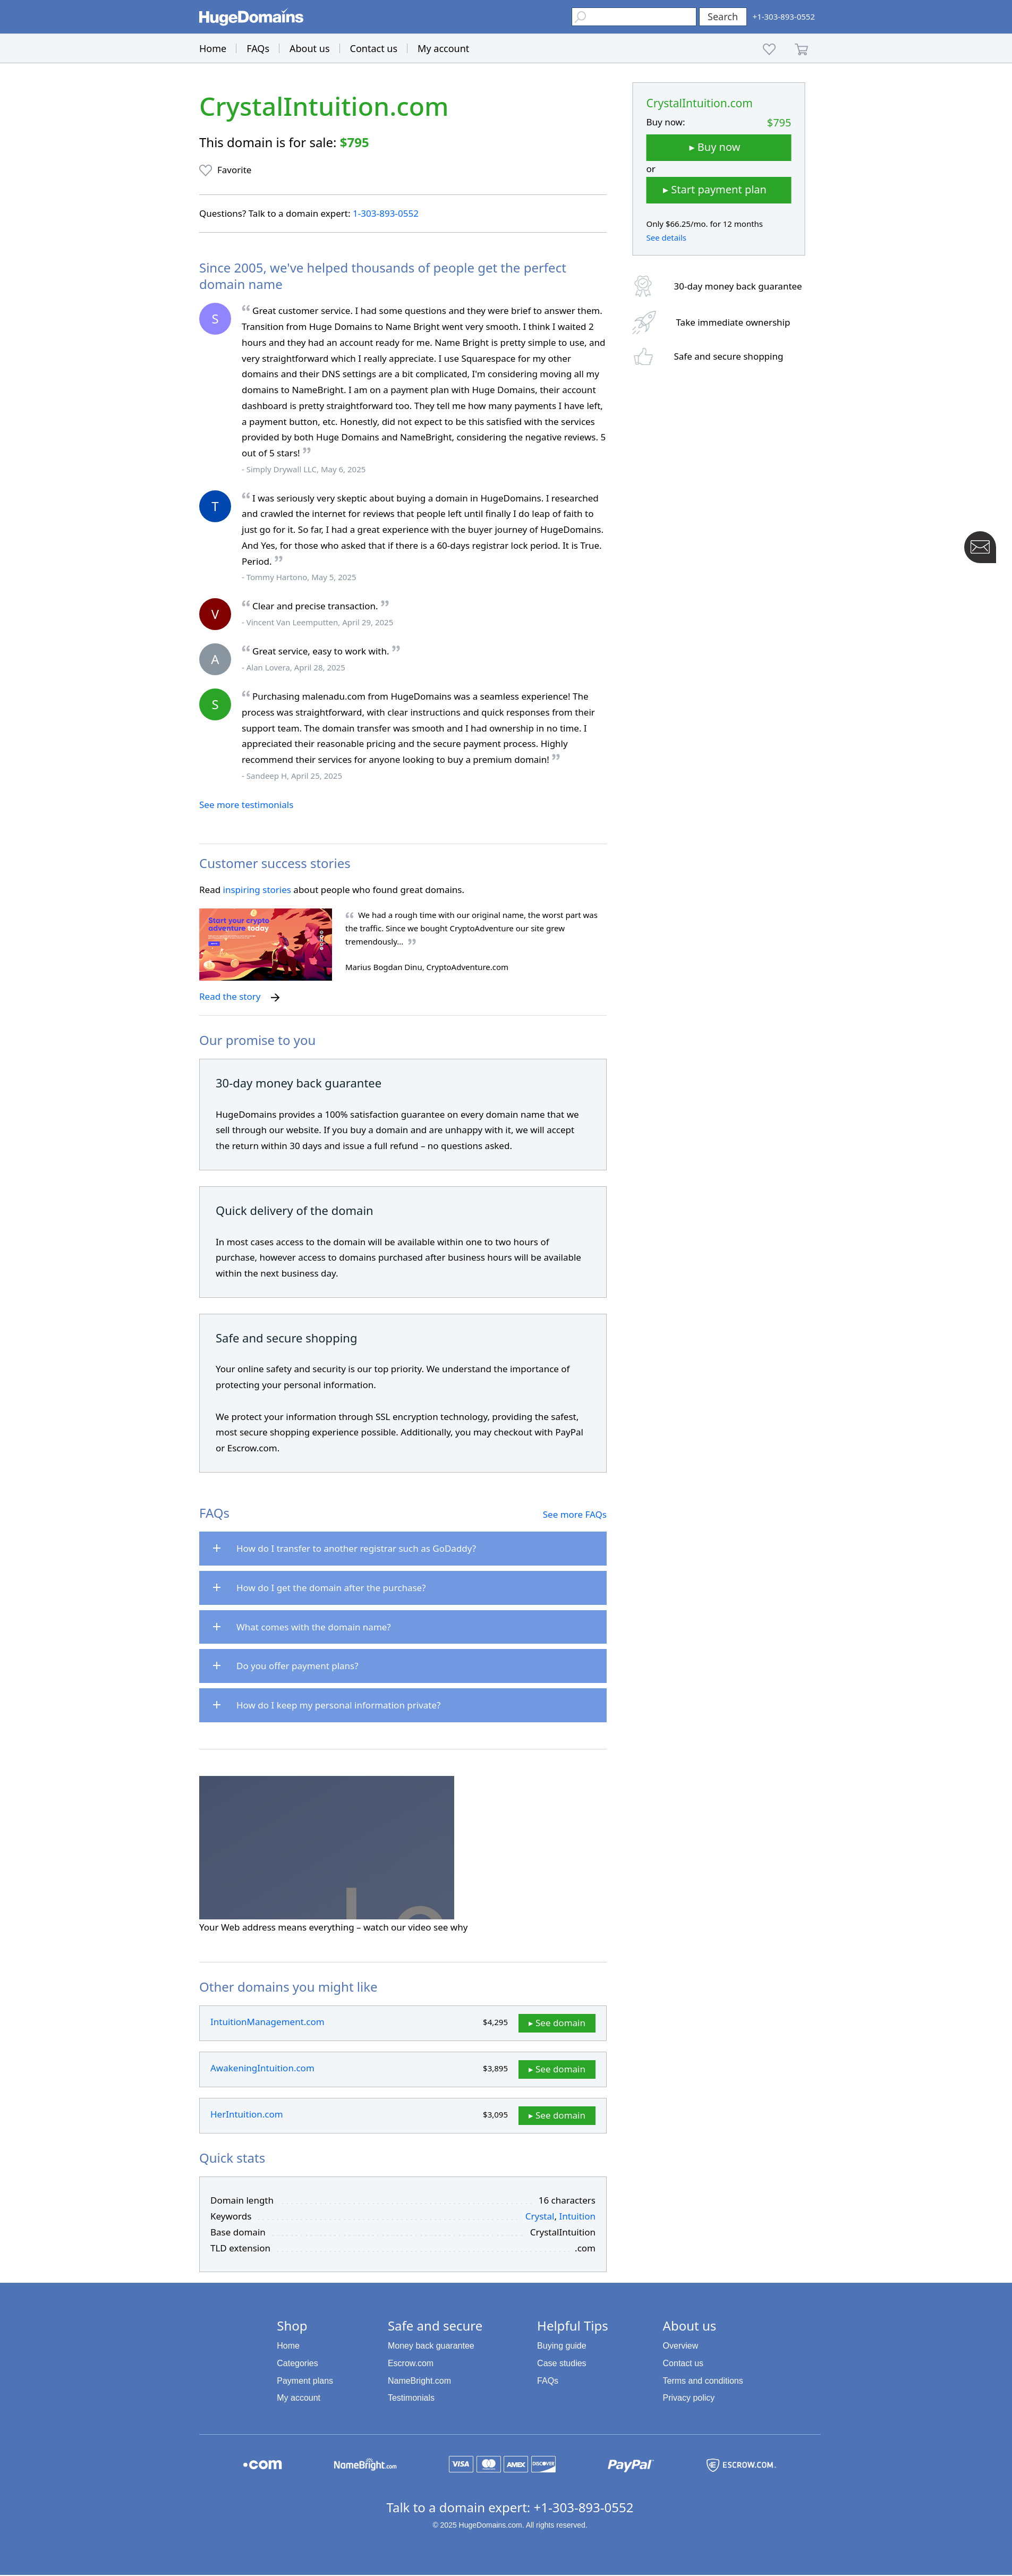 HugeDomains
Search
+1-303-893-0552
Home
FAQs
About us
Contact us
My account
CrystalIntuition.com
This domain is for sale: $795
Favorite
Questions? Talk to a domain expert: 1-303-893-0552
CrystalIntuition.com
Buy now:
$795
▸ Buy now
or
▸ Start payment plan
Only $66.25/mo. for 12 months
See details
30-day money back guarantee
Take immediate ownership
Safe and secure shopping
Since 2005, we've helped thousands of people get the perfect
domain name
S
“ Great customer service. I had some questions and they were brief to answer them.
Transition from Huge Domains to Name Bright went very smooth. I think I waited 2
hours and they had an account ready for me. Name Bright is pretty simple to use, and
very straightforward which I really appreciate. I use Squarespace for my other
domains and their DNS settings are a bit complicated, I'm considering moving all my
domains to NameBright. I am on a payment plan with Huge Domains, their account
dashboard is pretty straightforward too. They tell me how many payments I have left,
a payment button, etc. Honestly, did not expect to be this satisfied with the services
provided by both Huge Domains and NameBright, considering the negative reviews. 5
out of 5 stars! ”
- Simply Drywall LLC, May 6, 2025
T
“ I was seriously very skeptic about buying a domain in HugeDomains. I researched
and crawled the internet for reviews that people left until finally I do leap of faith to
just go for it. So far, I had a great experience with the buyer journey of HugeDomains.
And Yes, for those who asked that if there is a 60-days registrar lock period. It is True.
Period. ”
- Tommy Hartono, May 5, 2025
V
“ Clear and precise transaction. ”
- Vincent Van Leemputten, April 29, 2025
A
“ Great service, easy to work with. ”
- Alan Lovera, April 28, 2025
S
“ Purchasing malenadu.com from HugeDomains was a seamless experience! The
process was straightforward, with clear instructions and quick responses from their
support team. The domain transfer was smooth and I had ownership in no time. I
appreciated their reasonable pricing and the secure payment process. Highly
recommend their services for anyone looking to buy a premium domain! ”
- Sandeep H, April 25, 2025
See more testimonials
Customer success stories
Read inspiring stories about people who found great domains.
Start your crypto
adventure today
“ We had a rough time with our original name, the worst part was
the traffic. Since we bought CryptoAdventure our site grew
tremendously... ”
Marius Bogdan Dinu, CryptoAdventure.com
Read the story
Our promise to you
30-day money back guarantee
HugeDomains provides a 100% satisfaction guarantee on every domain name that we
sell through our website. If you buy a domain and are unhappy with it, we will accept
the return within 30 days and issue a full refund – no questions asked.
Quick delivery of the domain
In most cases access to the domain will be available within one to two hours of
purchase, however access to domains purchased after business hours will be available
within the next business day.
Safe and secure shopping
Your online safety and security is our top priority. We understand the importance of
protecting your personal information.
We protect your information through SSL encryption technology, providing the safest,
most secure shopping experience possible. Additionally, you may checkout with PayPal
or Escrow.com.
FAQs
See more FAQs
How do I transfer to another registrar such as GoDaddy?
How do I get the domain after the purchase?
What comes with the domain name?
Do you offer payment plans?
How do I keep my personal information private?
Your Web address means everything – watch our video see why
Other domains you might like
IntuitionManagement.com
$4,295
▸ See domain
AwakeningIntuition.com
$3,895
▸ See domain
HerIntuition.com
$3,095
▸ See domain
Quick stats
Domain length 16 characters
Keywords Crystal, Intuition
Base domain CrystalIntuition
TLD extension .com
Shop
Home
Categories
Payment plans
My account
Safe and secure
Money back guarantee
Escrow.com
NameBright.com
Testimonials
Helpful Tips
Buying guide
Case studies
FAQs
About us
Overview
Contact us
Terms and conditions
Privacy policy
.com
NameBright.com
VISA
AMEX
DISCOVER
PayPal
ESCROW.COM
Talk to a domain expert: +1-303-893-0552
© 2025 HugeDomains.com. All rights reserved.